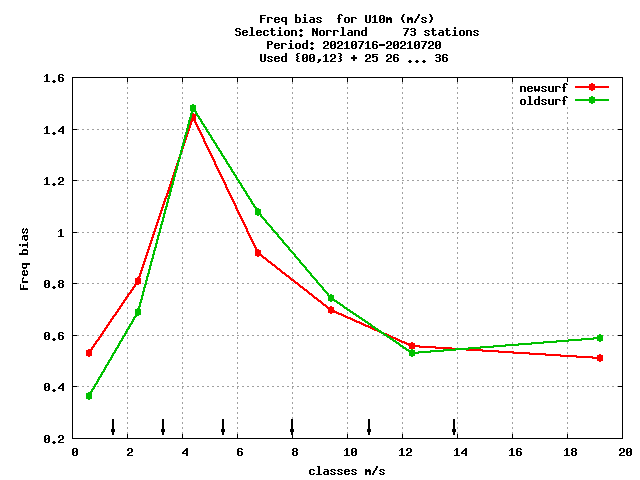 Freq bias  for U10m (m/s)
Selection: Norrland     73 stations
Period: 20210716-20210720
Used {00,12} + 25 26 ... 36
newsurf
oldsurf
1.6
1.4
1.2
1
0.8
0.6
0.4
0.2
Freq bias
0 2 4 6 8 10 12 14 16 18 20
classes m/s